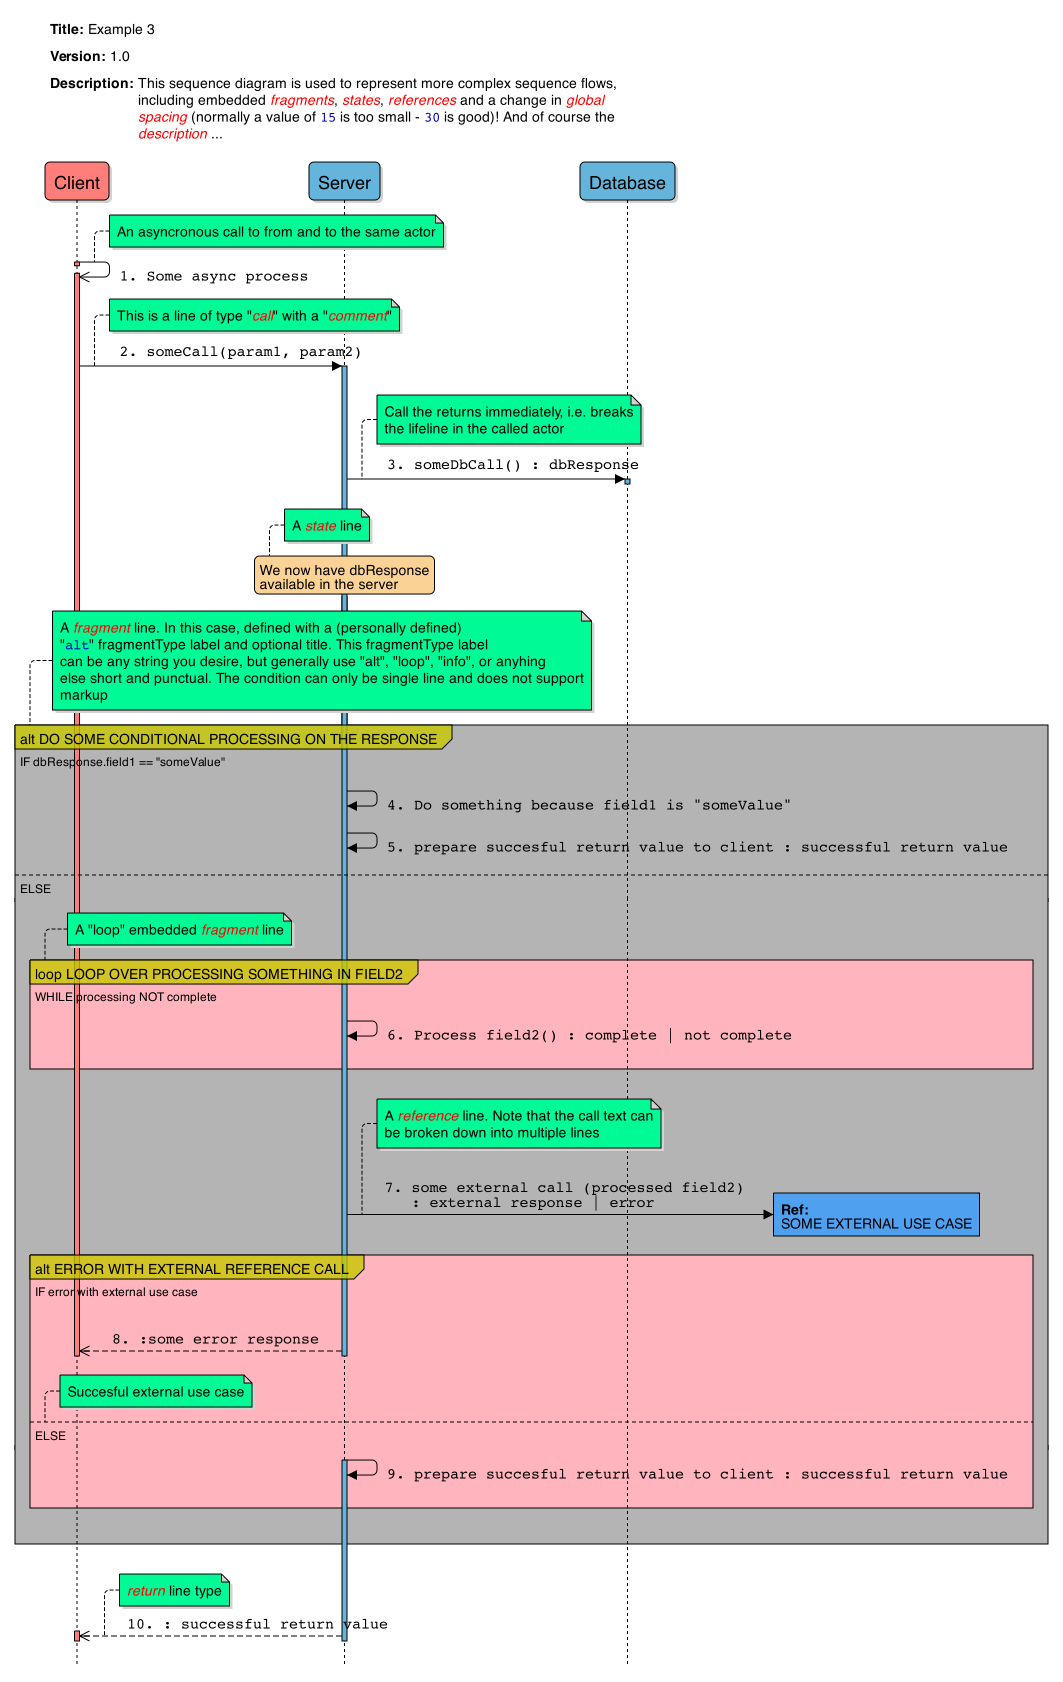 Title: Example 3
Version: 1.0
Description: This sequence diagram is used to represent more complex sequence flows,
including embedded fragments, states, references and a change in global
spacing (normally a value of 15 is too small - 30 is good)! And of course the
description ...
Client
Server
Database
An asyncronous call to from and to the same actor
1. Some async process
This is a line of type "call" with a "comment"
2. someCall(param1, param2)
Call the returns immediately, i.e. breaks
the lifeline in the called actor
3. someDbCall() : dbResponse
A state line
We now have dbResponse
available in the server
A fragment line. In this case, defined with a (personally defined)
"alt" fragmentType label and optional title. This fragmentType label
can be any string you desire, but generally use "alt", "loop", "info", or anyhing
else short and punctual. The condition can only be single line and does not support
markup
alt DO SOME CONDITIONAL PROCESSING ON THE RESPONSE
IF dbResponse.field1 == "someValue"
4. Do something because field1 is "someValue"
5. prepare succesful return value to client : successful return value
ELSE
A "loop" embedded fragment line
loop LOOP OVER PROCESSING SOMETHING IN FIELD2
WHILE processing NOT complete
6. Process field2() : complete | not complete
A reference line. Note that the call text can
be broken down into multiple lines
7. some external call (processed field2)
: external response | error
Ref:
SOME EXTERNAL USE CASE
alt ERROR WITH EXTERNAL REFERENCE CALL
IF error with external use case
8. :some error response
Succesful external use case
ELSE
9. prepare succesful return value to client : successful return value
return line type
10. : successful return value